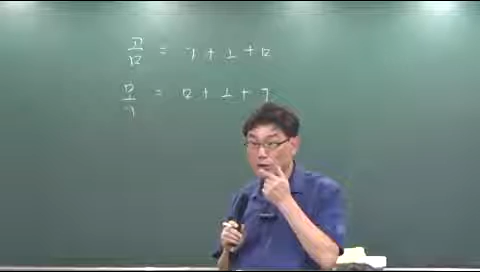 곰 = ㄱ + ㅗ + ㅁ
목 = ㅁ + ㅗ + ㄱ